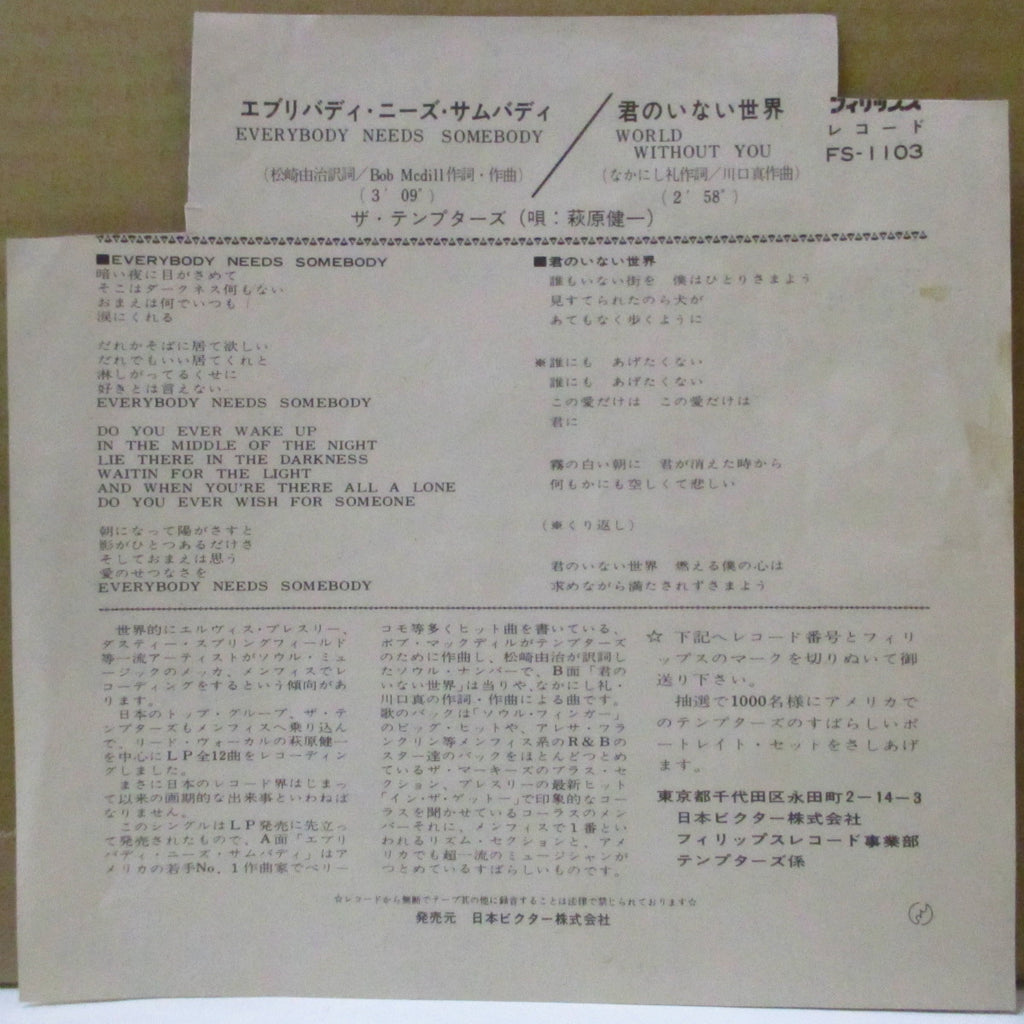 エブリバディ・ニーズ・サムバディ
EVERYBODY NEEDS SOMEBODY
(松崎由治訳詞/Bob Mcdill作詞・作曲)
(3′09″)
君のいない世界
WORLD
WITHOUT YOU
(なかにし礼作詞/川口真作曲)
(2′58″)
フィリップス
レコード
FS-1103
ザ・テンプターズ(唄:萩原健一)
■EVERYBODY NEEDS SOMEBODY
暗い夜に目がさめて
そこはダークネス何もない
おまえは何でいつも
涙にくれる
だれかそばに居て欲しい
だれでもいい居てくれと
淋しがってるくせに
好きとは言えない
EVERYBODY NEEDS SOMEBODY
DO YOU EVER WAKE UP
IN THE MIDDLE OF THE NIGHT
LIE THERE IN THE DARKNESS
WAITIN FOR THE LIGHT
AND WHEN YOU'RE THERE ALL A LONE
DO YOU EVER WISH FOR SOMEONE
朝になって陽がさすと
影がひとつあるだけさ
そしておまえは思う
愛のせつなさを
EVERYBODY NEEDS SOMEBODY
■君のいない世界
誰もいない街を 僕はひとりさまよう
見すてられたのら犬が
あてもなく歩くように
※誰にも あげたくない
誰にも あげたくない
この愛だけは この愛だけは
君に
霧の白い朝に 君が消えた時から
何もかにも空しくて悲しい
(※くり返し)
君のいない世界 燃える僕の心は
求めながら満たされずさまよう
世界的にエルヴィス・プレスリー、
ダスティー・スプリングフィールド
等一流アーティストがソウル・ミュ
ージックのメッカ、メンフィスでレ
コーディングをするという傾向があ
ります。
日本のトップ・グループ、ザ・テ
ンプターズもメンフィスへ乗り込ん
で、リード・ヴォーカルの萩原健一
を中心にLP全12曲をレコーディン
グしました。
まさに日本のレコード界はじまっ
て以来の画期的な出来事といわねば
なりません。
このシングルはLP発売に先立っ
て発売されたもので、A面「エブリ
バディ・ニーズ・サムバディ」はア
メリカの若手No.1作曲家でペリー・
コモ等多くヒット曲を書いている、
ボブ・マックディルがテンプターズ
のために作曲し、松崎由治が訳詞し
たソウル・ナンバーで、B面「君の
いない世界」は当りや、なかにし礼・
川口真の作詞・作曲による曲です。
歌のバックは「ソウル・フィンガー」
のビッグ・ヒットや、アレサ・フラ
ンクリン等メンフィス系のR&Bの
スター達のバックをほとんどつとめ
ているザ・マーキーズのブラス・セ
クション、プレスリーの最新ヒット
「イン・ザ・ゲットー」で印象的なコー
ラスを聞かせているコーラスのメン
バーそれに、メンフィスで1番とい
われるリズム・セクションと、アメ
リカでも超一流のミュージシャンが
つとめているすばらしいものです。
☆ 下記へレコード番号とフィリ
ップスのマークを切りぬいて御
送り下さい。
抽選で1000名様にアメリカで
のテンプターズのすばらしいポ
ートレイト・セットをさしあげ
ます。
東京都千代田区永田町2-14-3
日本ビクター株式会社
フィリップスレコード事業部
テンプターズ係
☆レコードから無断でテープ其の他に録音することは法律で禁じられております☆
発売元 日本ビクター株式会社